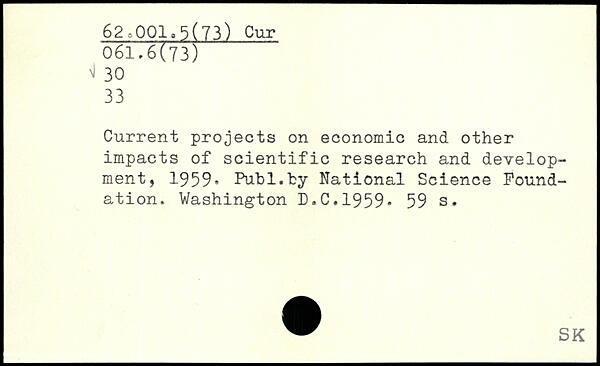 62.001.5(73) Cur
061.6(73)
√ 30
33
Current projects on economic and other
impacts of scientific research and develop-
ment, 1959. Publ.by National Science Found-
ation. Washington D.C.1959. 59 s.
SK